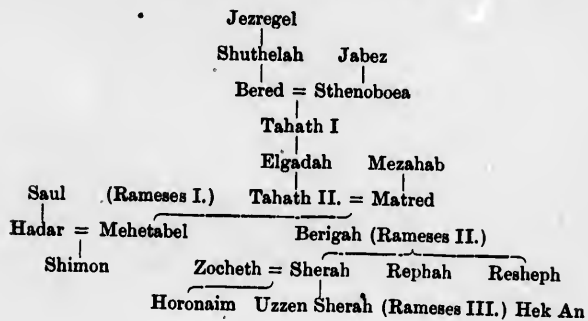 Jezregel
Shuthelah Jabez
Bered = Sthenoboea
Tahath I
Elgadah Mezahab
Saul (Rameses I.) Tahath II. = Matred
Hadar = Mehetabel Berigah (Rameses II.)
Shimon Zocheth = Sherah Rephah Resheph
Horonaim Uzzen Sherah (Rameses III.) Hek An